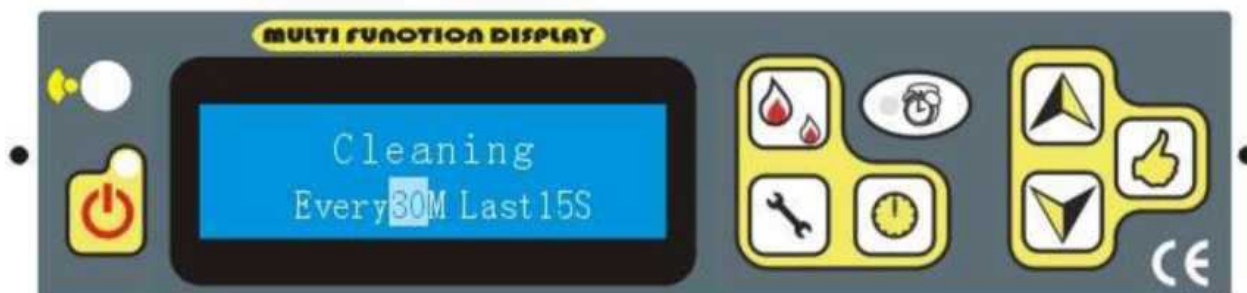 MULTI FUNCTION DISPLAY
Cleaning
Every30M Last15S
CE